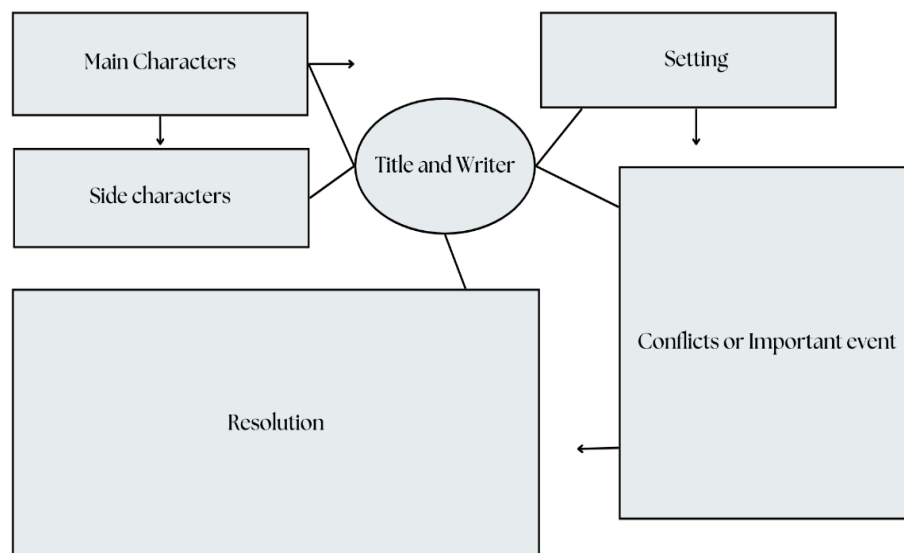 Main Characters
Setting
Title and Writer
Side characters
Conflicts or Important event
Resolution